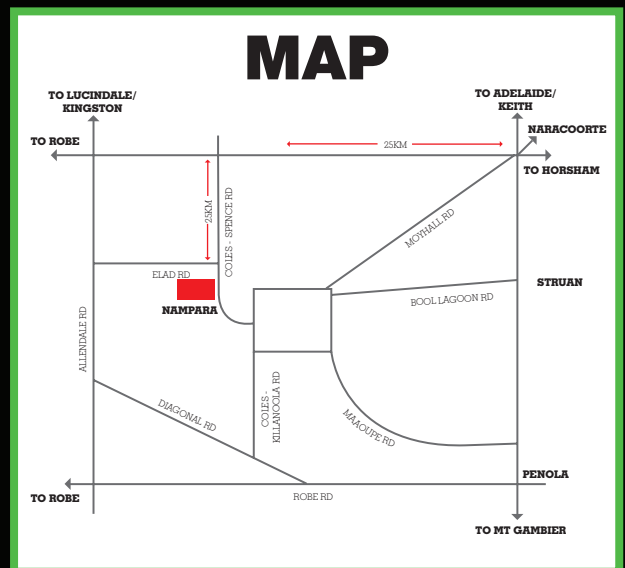 MAP
TO LUCINDALE/
KINGSTON
TO ADELAIDE/
KEITH
NARACOORTE
TO ROBE
25KM
TO HORSHAM
25KM
COLES - SPENCE RD
MOYHALL RD
ELAD RD
STRUAN
BOOL LAGOON RD
NAMPARA
ALLENDALE RD
COLES -
KILLANOOLA RD
DIAGONAL RD
MAAOUPE RD
PENOLA
TO ROBE
ROBE RD
TO MT GAMBIER